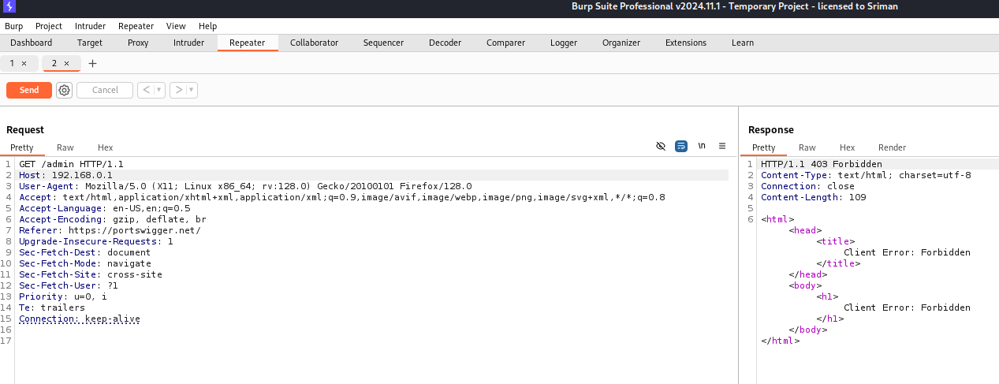 Burp Suite Professional v2024.11.1 - Temporary Project - licensed to Sriman
Burp Project Intruder Repeater View Help
Dashboard Target Proxy Intruder Repeater Collaborator Sequencer Decoder Comparer Logger Organizer Extensions Learn
1 × 2 × +
Send Cancel < >
Request
Pretty Raw Hex
\n
1 GET /admin HTTP/1.1
2 Host: 192.168.0.1
3 User-Agent: Mozilla/5.0 (X11; Linux x86_64; rv:128.0) Gecko/20100101 Firefox/128.0
4 Accept: text/html,application/xhtml+xml,application/xml;q=0.9,image/avif,image/webp,image/png,image/svg+xml,*/*;q=0.8
5 Accept-Language: en-US,en;q=0.5
6 Accept-Encoding: gzip, deflate, br
7 Referer: https://portswigger.net/
8 Upgrade-Insecure-Requests: 1
9 Sec-Fetch-Dest: document
10 Sec-Fetch-Mode: navigate
11 Sec-Fetch-Site: cross-site
12 Sec-Fetch-User: ?1
13 Priority: u=0, i
14 Te: trailers
15 Connection: keep-alive
16
17
Response
Pretty Raw Hex Render
1 HTTP/1.1 403 Forbidden
2 Content-Type: text/html; charset=utf-8
3 Connection: close
4 Content-Length: 109
5
6 <html>
<head>
<title>
Client Error: Forbidden
</title>
</head>
<body>
<h1>
Client Error: Forbidden
</h1>
</body>
</html>